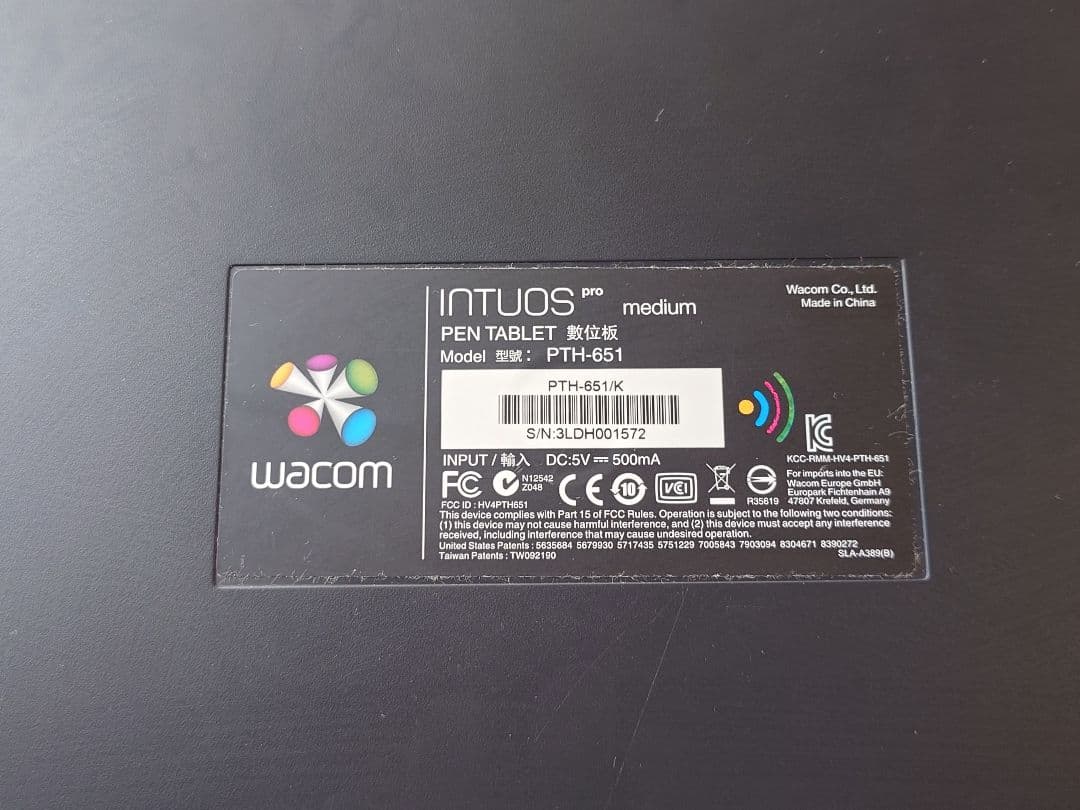 INTUOS pro medium
PEN TABLET 數位板
Model 型號: PTH-651
PTH-651/K
S/N:3LDH001572
INPUT / 輸入 DC:5V ⎓ 500mA
FC
N12542
Z048
CE
10
VCI
R35819
FCC ID : HV4PTH651
This device complies with Part 15 of FCC Rules. Operation is subject to the following two conditions:
(1) this device may not cause harmful interference, and (2) this device must accept any interference
received, including interference that may cause undesired operation.
United States Patents : 5635684 5679930 5717435 5751229 7005843 7903094 8304671 8390272
Taiwan Patents : TW092190
SLA-A389(B)
Wacom Co., Ltd.
Made in China
KCC-RMM-HV4-PTH-651
For imports into the EU:
Wacom Europe GmbH
Europark Fichtenhain A9
47807 Krefeld, Germany
wacom